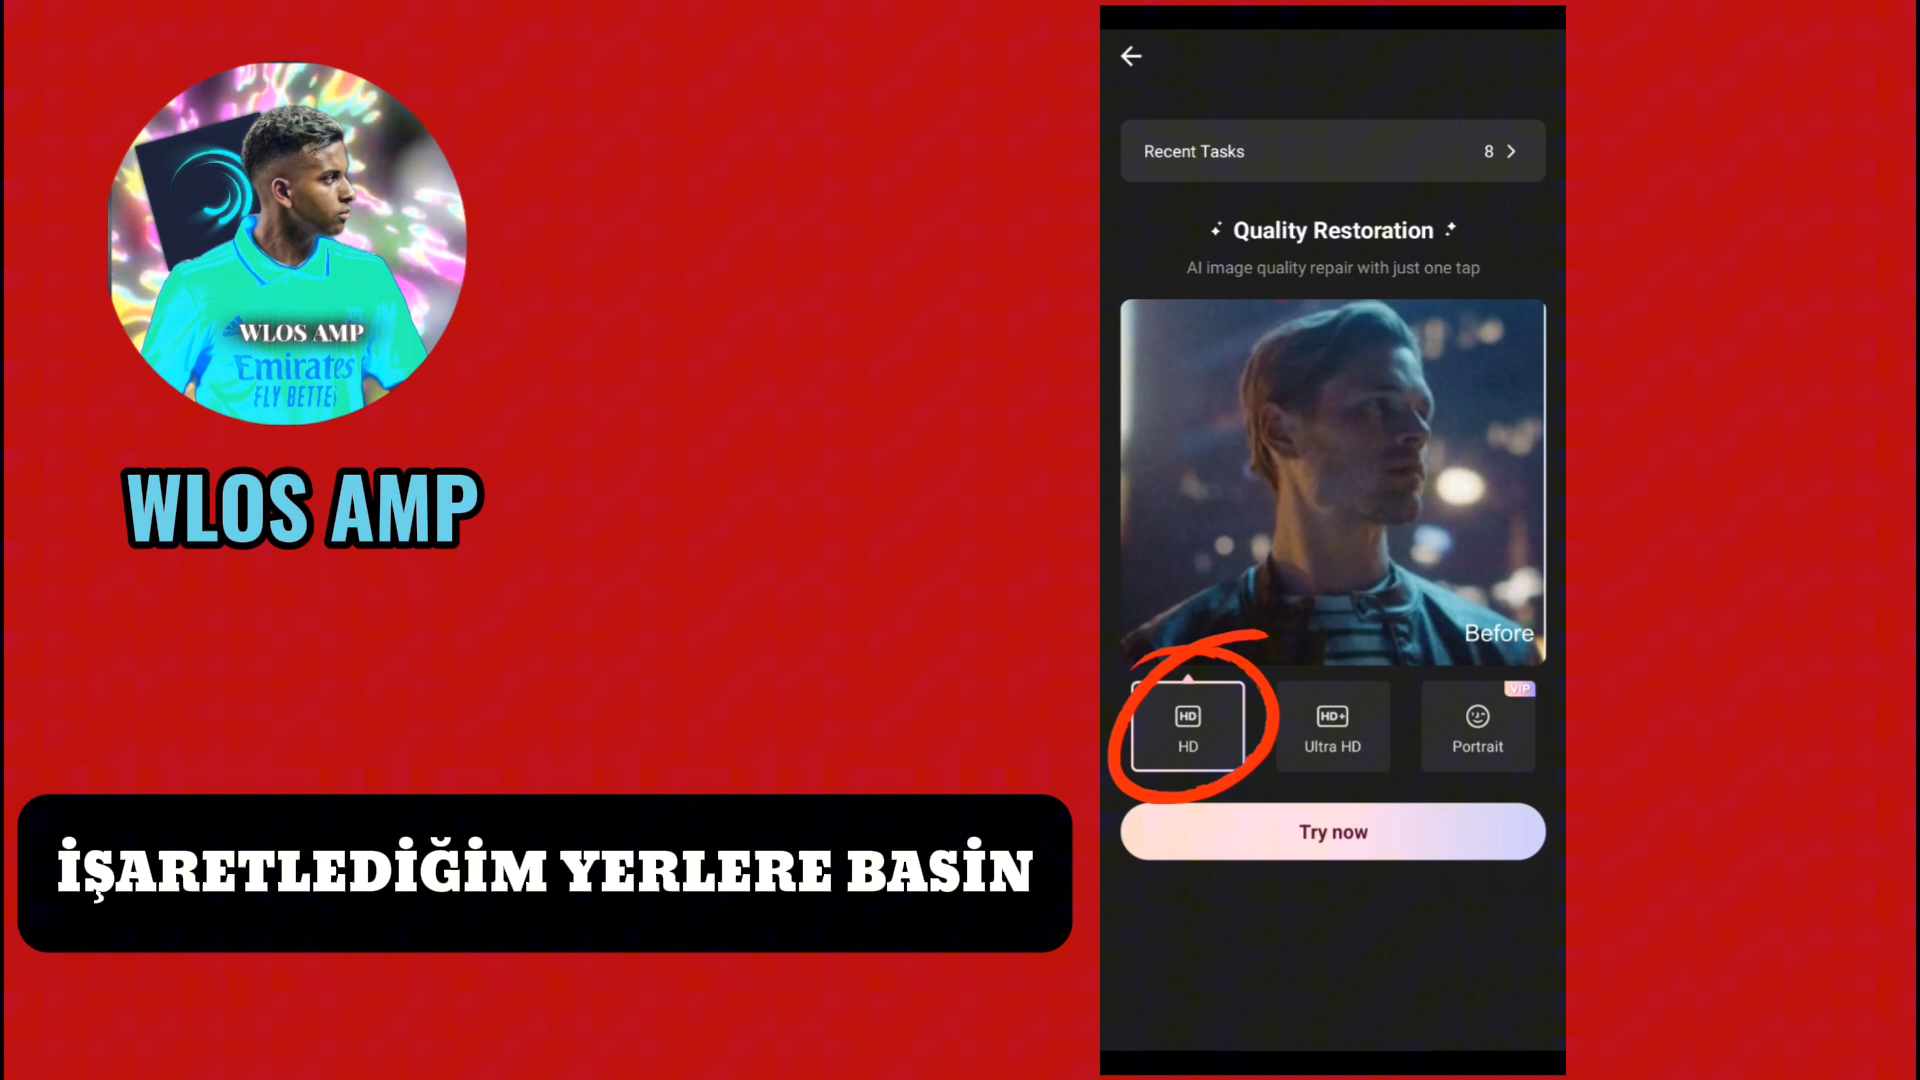 WLOS AMP
Emirates
FLY BETTE
WLOS AMP
İŞARETLEDİĞİM YERLERE BASİN
Recent Tasks 8
Quality Restoration
AI image quality repair with just one tap
Before
HD
HD
HD+
Ultra HD
VIP
Portrait
Try now